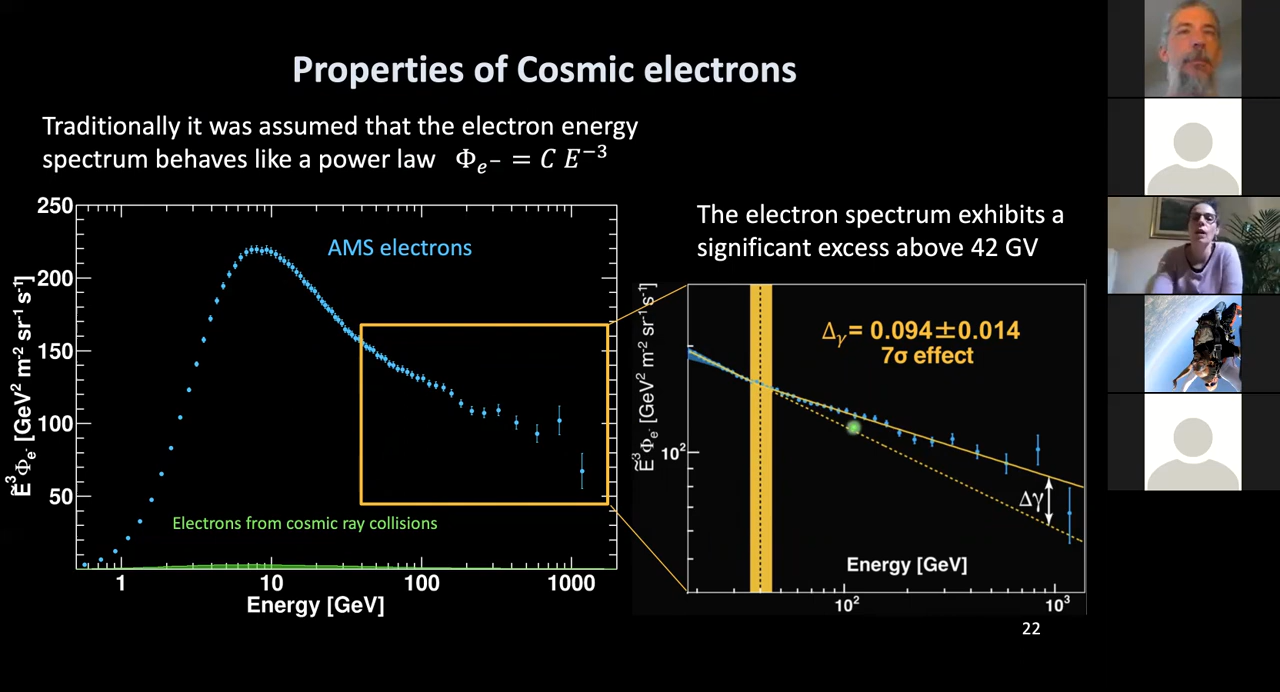 Properties of Cosmic electrons
Traditionally it was assumed that the electron energy
spectrum behaves like a power law Φₑ₋ = C E⁻³
250
200
150
100
50
Ẽ³Φₑ- [GeV² m⁻² sr⁻¹ s⁻¹]
AMS electrons
Electrons from cosmic ray collisions
1
10
100
1000
Energy [GeV]
The electron spectrum exhibits a
significant excess above 42 GV
Ẽ³Φₑ- [GeV² m⁻² sr⁻¹ s⁻¹]
10²
Δᵧ = 0.094±0.014
7σ effect
Δγ
Energy [GeV]
10²
10³
22